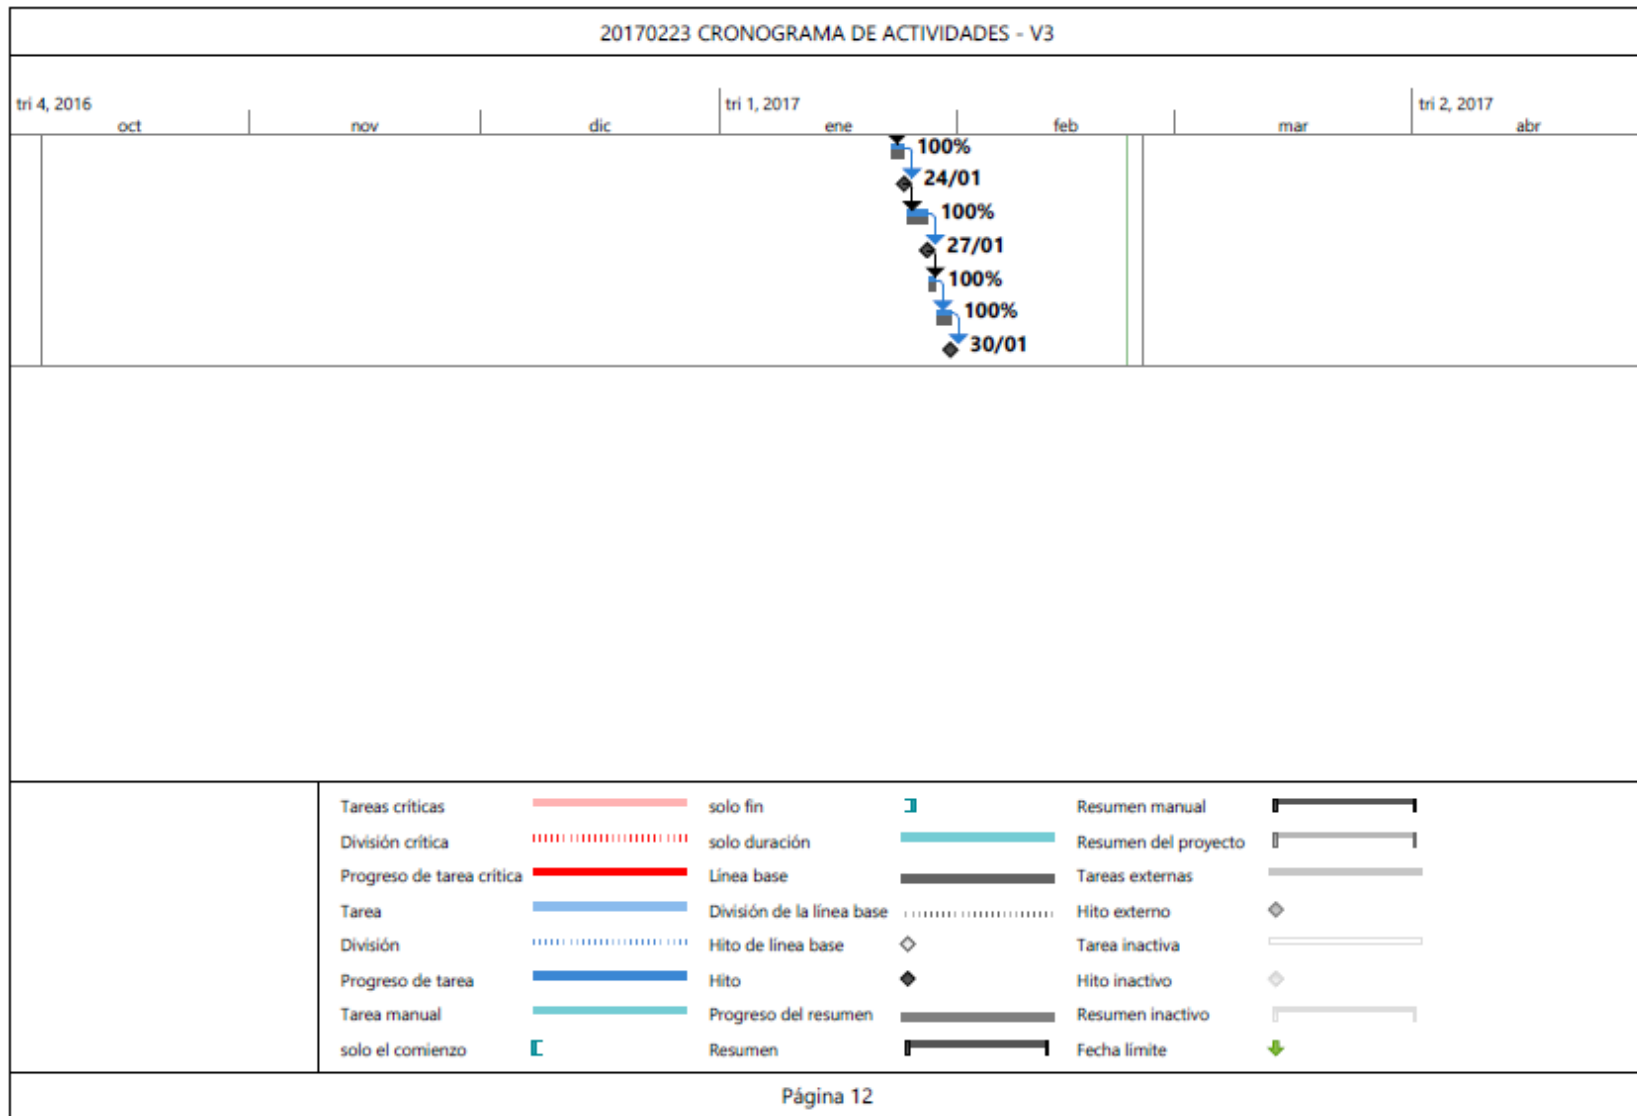 20170223 CRONOGRAMA DE ACTIVIDADES - V3
tri 4, 2016 tri 1, 2017 tri 2, 2017
oct nov dic ene feb mar abr
100%
24/01
100%
27/01
100%
100%
30/01
Tareas críticas solo fin Resumen manual
División crítica solo duración Resumen del proyecto
Progreso de tarea crítica Línea base Tareas externas
Tarea División de la línea base Hito externo
División Hito de línea base Tarea inactiva
Progreso de tarea Hito Hito inactivo
Tarea manual Progreso del resumen Resumen inactivo
solo el comienzo Resumen Fecha límite
Página 12